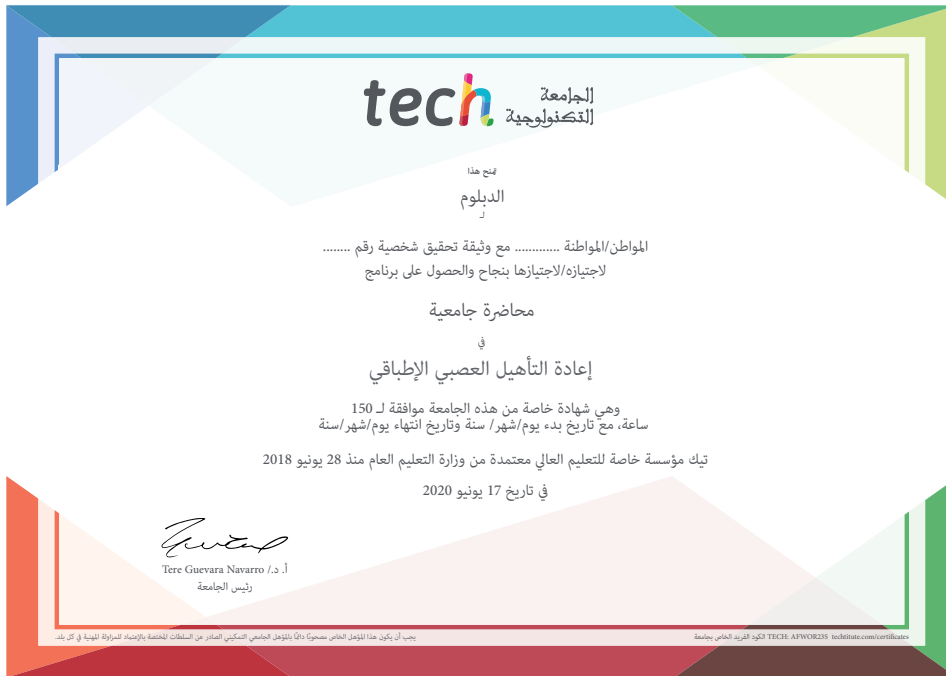 tech الجامعة
التكنولوجية
يمنح هذا
الدبلوم
لـ
المواطن/المواطنة ............. مع وثيقة تحقيق شخصية رقم ........
لاجتيازه/لاجتيازها بنجاح والحصول على برنامج
محاضرة جامعية
في
إعادة التأهيل العصبي الإطباقي
وهي شهادة خاصة من هذه الجامعة موافقة لـ 150
ساعة، مع تاريخ بدء يوم/شهر/ سنة وتاريخ انتهاء يوم/شهر/سنة
تيك مؤسسة خاصة للتعليم العالي معتمدة من وزارة التعليم العام منذ 28 يونيو 2018
في تاريخ 17 يونيو 2020
أ. د./ Tere Guevara Navarro
رئيس الجامعة
يجب أن يكون هذا المؤهل الخاص مصحوبًا دائمًا بالمؤهل الجامعي التمكيني الصادر عن السلطات المختصة بالإعتماد للمزاولة المهنية في كل بلد.
الكود الفريد الخاص بجامعة TECH: AFWOR23S techtitute.com/certificates